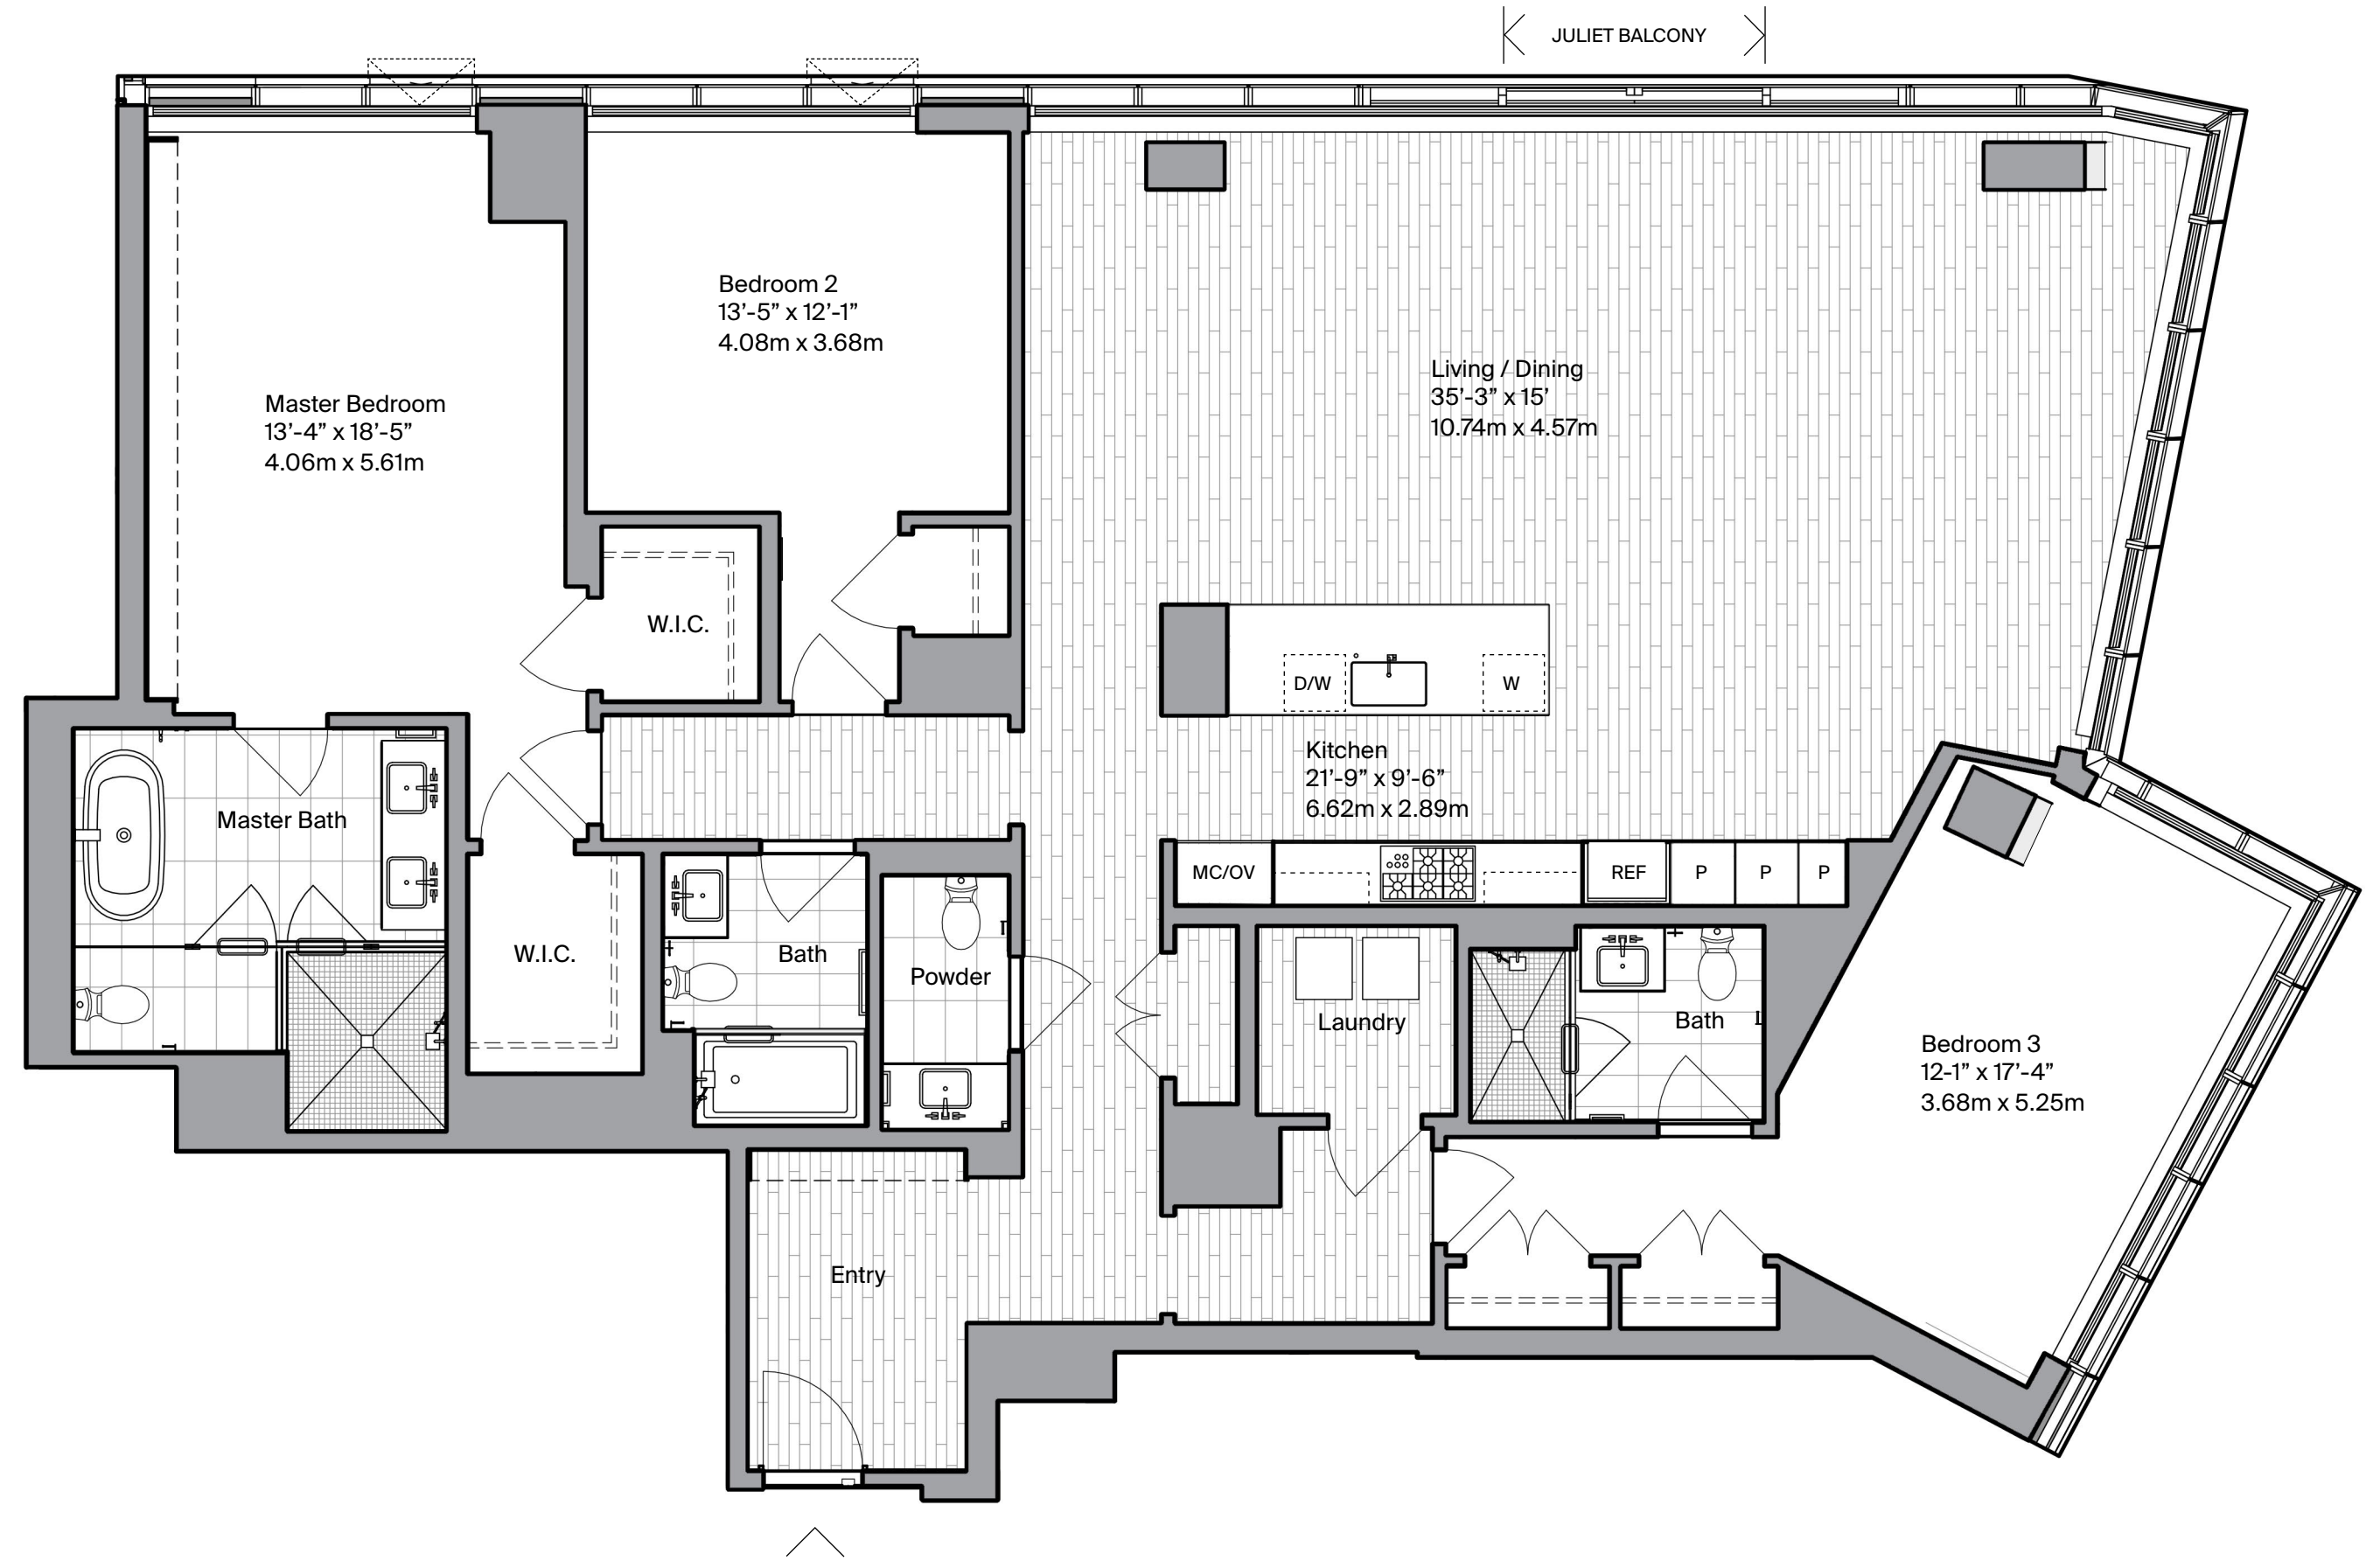 JULIET BALCONY
Bedroom 2
13’-5” x 12’-1”
4.08m x 3.68m
Living / Dining
35’-3” x 15’
10.74m x 4.57m
Master Bedroom
13’-4” x 18’-5”
4.06m x 5.61m
W.I.C.
D/W
W
Kitchen
21’-9” x 9’-6”
6.62m x 2.89m
Master Bath
MC/OV
REF
P
P
P
W.I.C.
Bath
Powder
Laundry
Bath
Bedroom 3
12-1” x 17’-4”
3.68m x 5.25m
Entry